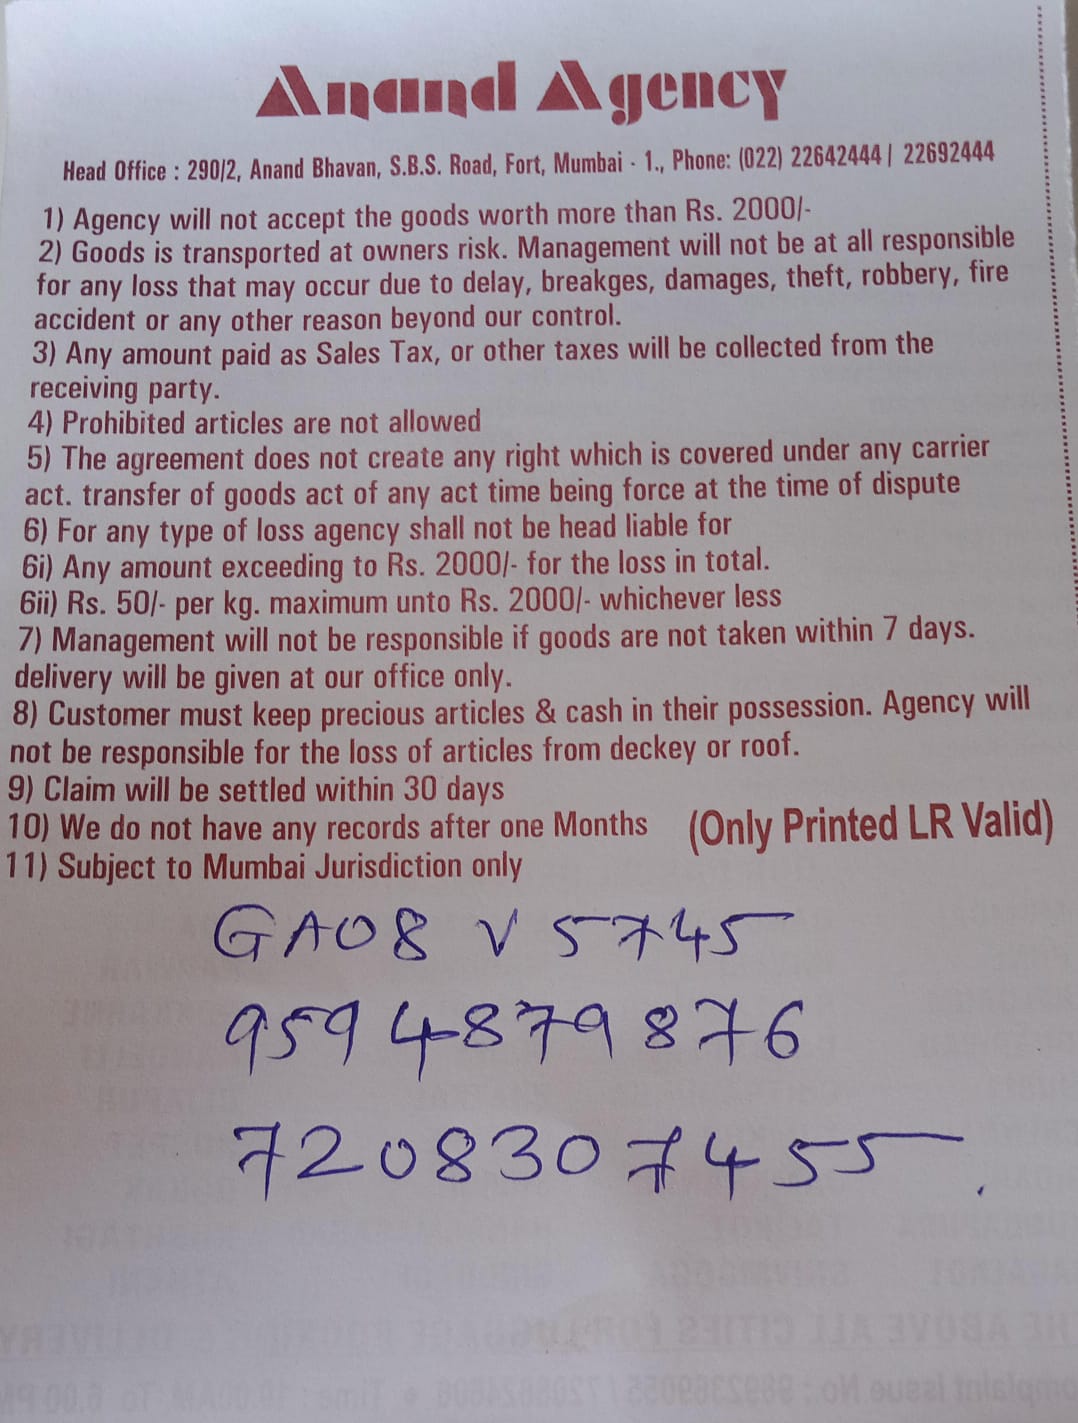 Anand Agency
Head Office : 290/2, Anand Bhavan, S.B.S. Road, Fort, Mumbai - 1., Phone: (022) 22642444 | 22692444
1) Agency will not accept the goods worth more than Rs. 2000/-
2) Goods is transported at owners risk. Management will not be at all responsible
for any loss that may occur due to delay, breakges, damages, theft, robbery, fire
accident or any other reason beyond our control.
3) Any amount paid as Sales Tax, or other taxes will be collected from the
receiving party.
4) Prohibited articles are not allowed
5) The agreement does not create any right which is covered under any carrier
act. transfer of goods act of any act time being force at the time of dispute
6) For any type of loss agency shall not be head liable for
6i) Any amount exceeding to Rs. 2000/- for the loss in total.
6ii) Rs. 50/- per kg. maximum unto Rs. 2000/- whichever less
7) Management will not be responsible if goods are not taken within 7 days.
delivery will be given at our office only.
8) Customer must keep precious articles & cash in their possession. Agency will
not be responsible for the loss of articles from deckey or roof.
9) Claim will be settled within 30 days
10) We do not have any records after one Months (Only Printed LR Valid)
11) Subject to Mumbai Jurisdiction only
GA08 V 5745
9594879876
7208307455